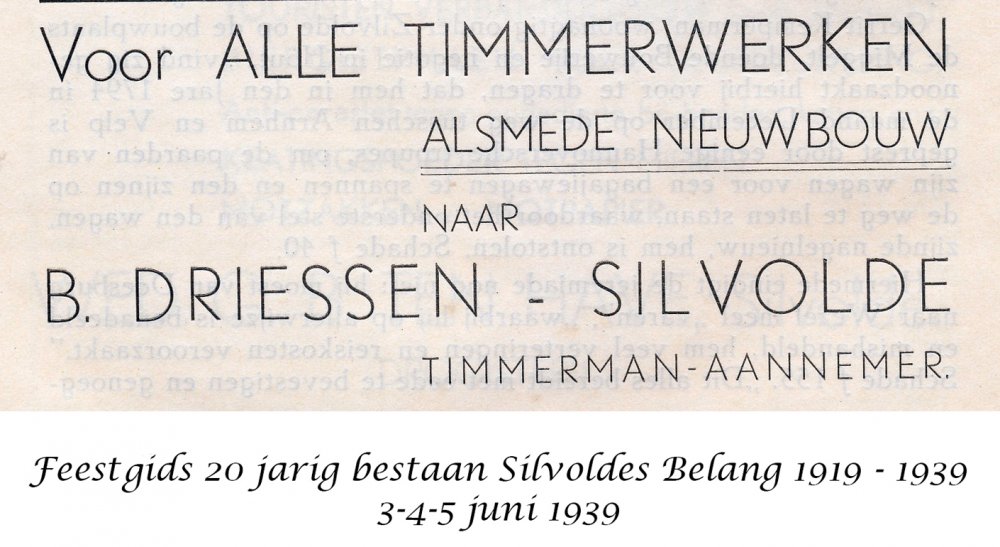 Voor ALLE TIMMERWERKEN
ALSMEDE NIEUWBOUW
NAAR
B. DRIESSEN - SILVOLDE
TIMMERMAN-AANNEMER.
Feestgids 20 jarig bestaan Silvoldes Belang 1919 - 1939
3-4-5 juni 1939